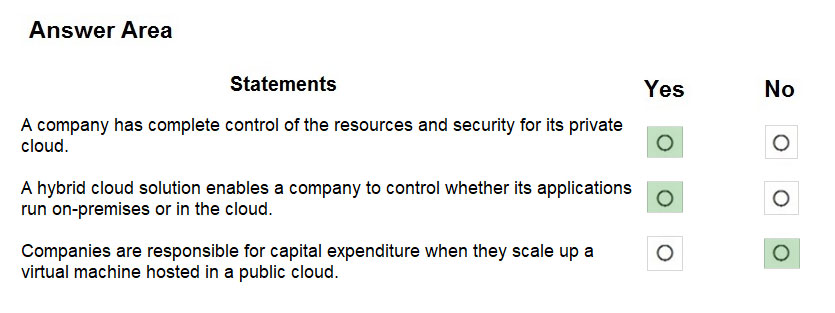 Answer Area
Statements
Yes
No
A company has complete control of the resources and security for its private
cloud.
A hybrid cloud solution enables a company to control whether its applications
run on-premises or in the cloud.
Companies are responsible for capital expenditure when they scale up a
virtual machine hosted in a public cloud.